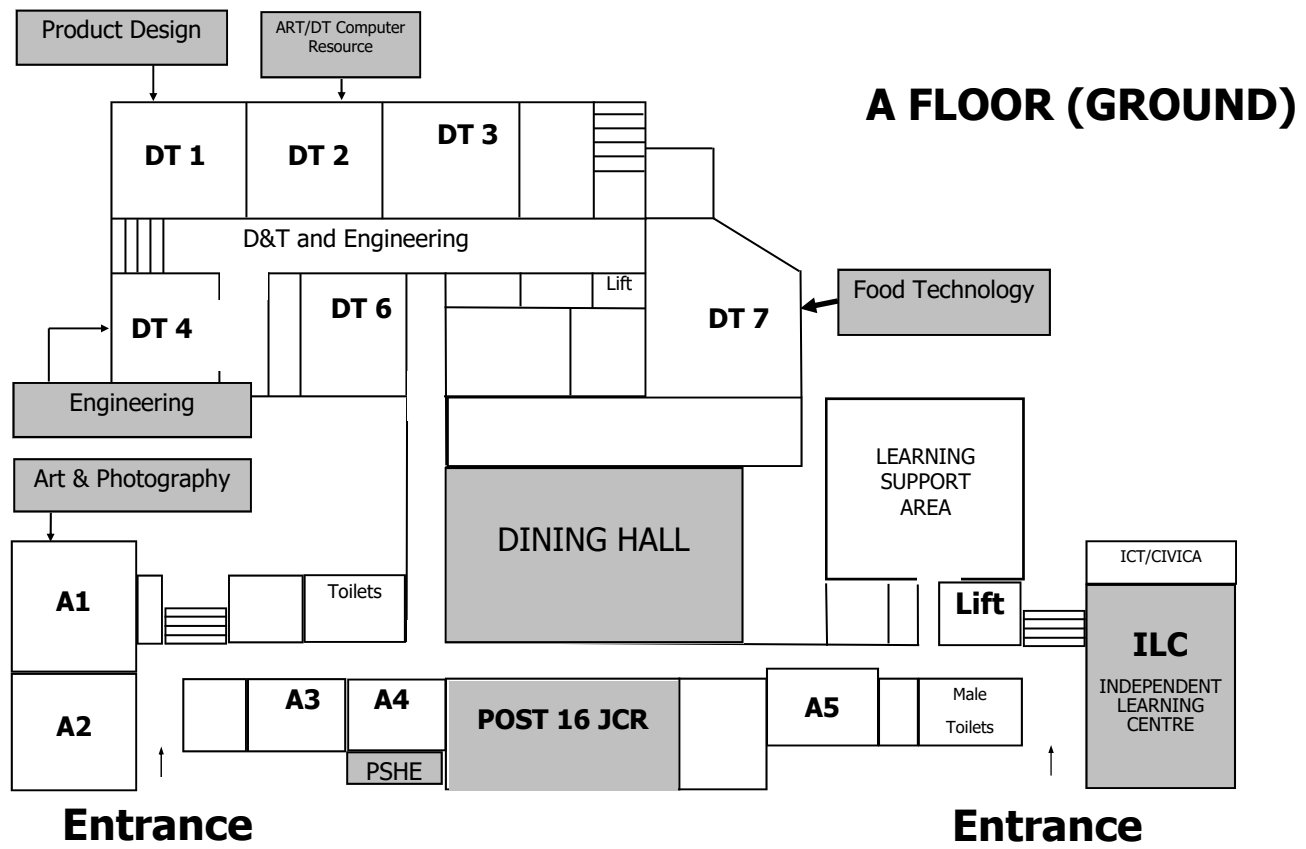 Product Design
ART/DT Computer
Resource
A FLOOR (GROUND)
DT 1
DT 2
DT 3
D&T and Engineering
DT 4
DT 6
Lift
DT 7
Food Technology
Engineering
Art & Photography
LEARNING
SUPPORT
AREA
DINING HALL
ICT/CIVICA
A1
Toilets
Lift
ILC
INDEPENDENT
LEARNING
CENTRE
A2
A3
A4
POST 16 JCR
A5
Male
Toilets
PSHE
Entrance
Entrance